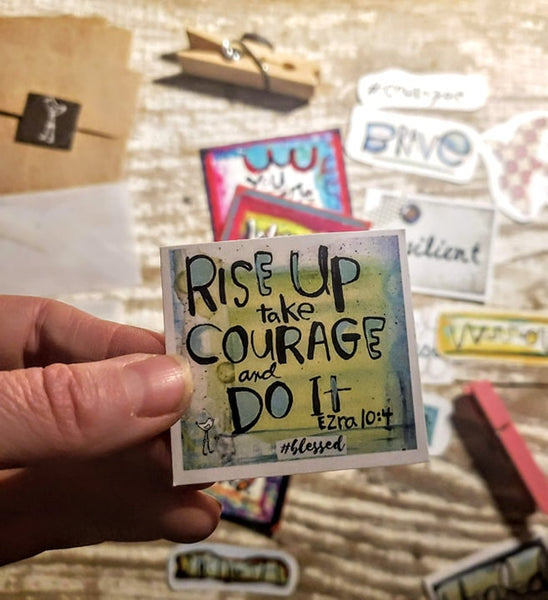 RISE UP
take
COURAGE
and
DO IT
EZRA 10:4
#blessed
BRAVE
silient